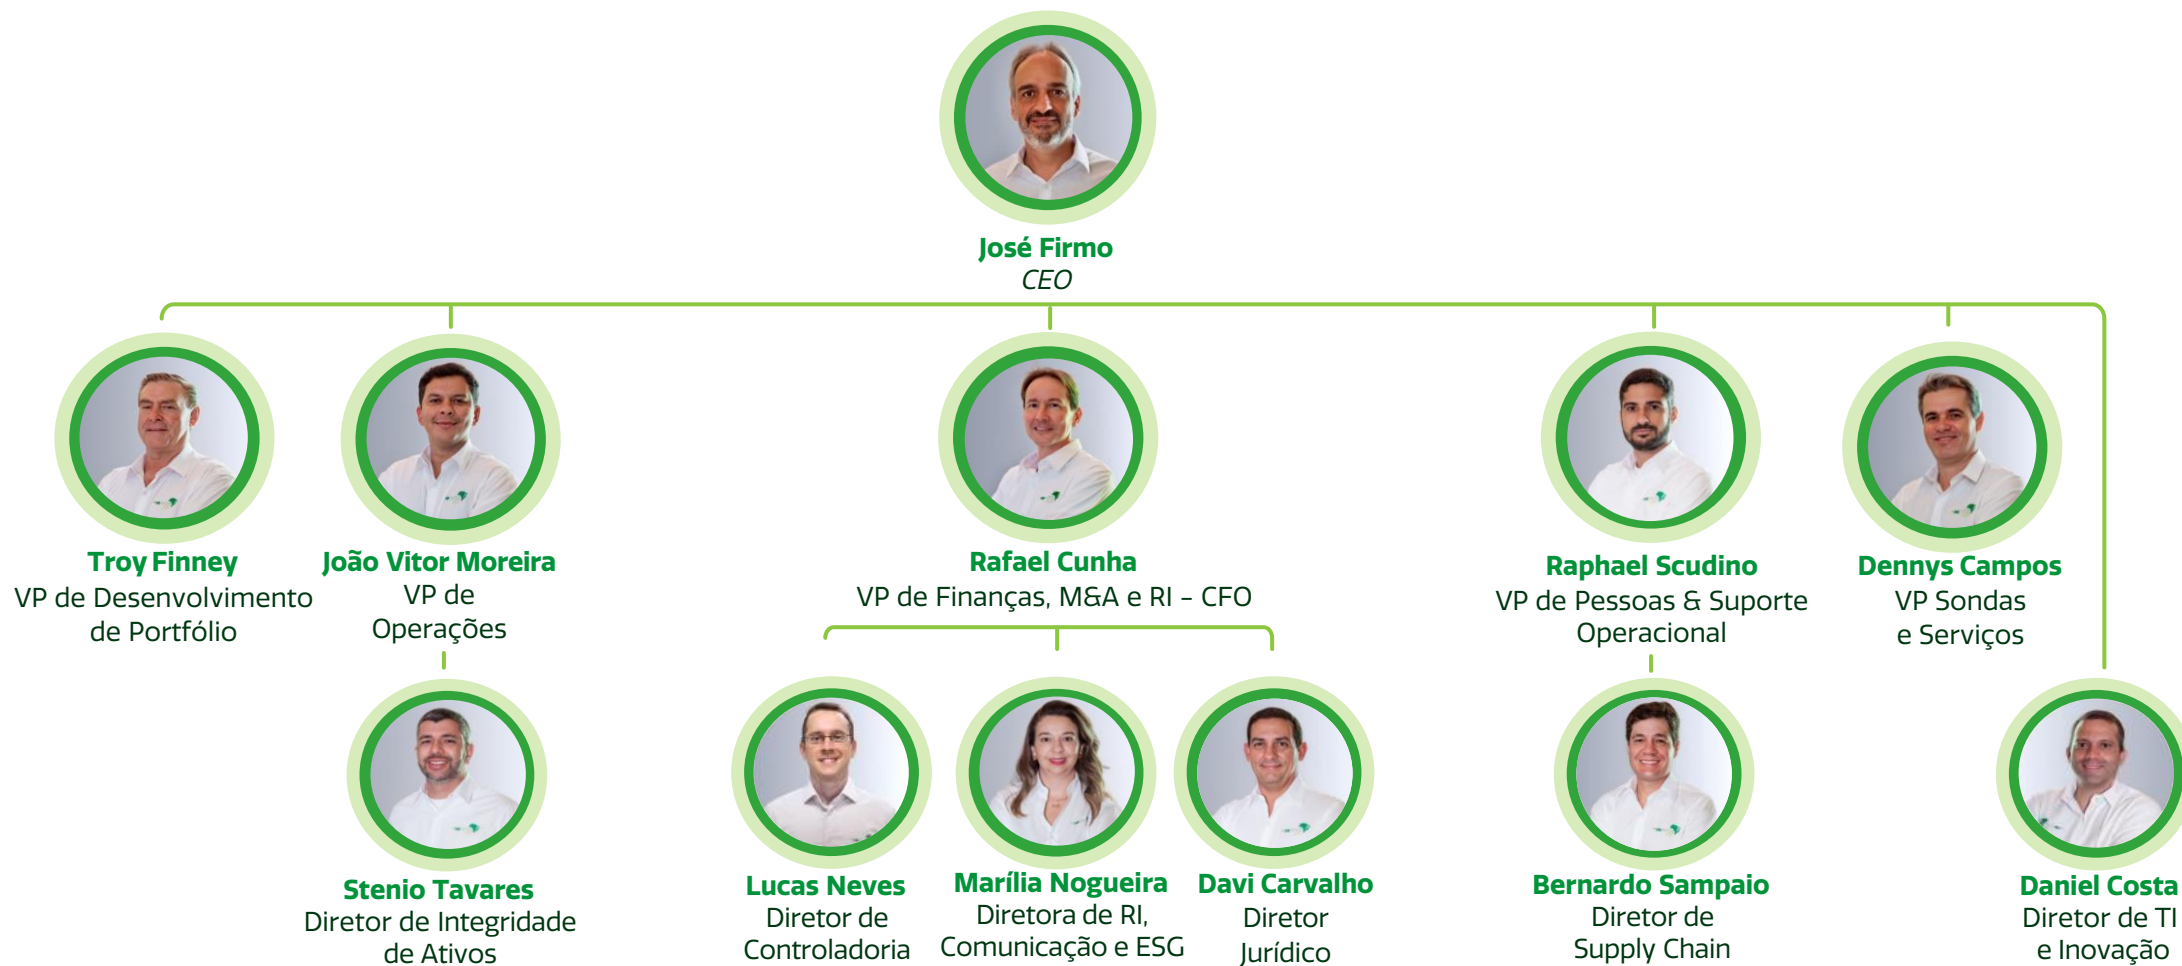 José Firmo
CEO
Troy Finney
VP de Desenvolvimento
de Portfólio
João Vitor Moreira
VP de
Operações
Rafael Cunha
VP de Finanças, M&A e RI – CFO
Raphael Scudino
VP de Pessoas & Suporte
Operacional
Dennys Campos
VP Sondas
e Serviços
Stenio Tavares
Diretor de Integridade
de Ativos
Lucas Neves
Diretor de
Controladoria
Marília Nogueira
Diretora de RI,
Comunicação e ESG
Davi Carvalho
Diretor
Jurídico
Bernardo Sampaio
Diretor de
Supply Chain
Daniel Costa
Diretor de TI
e Inovação